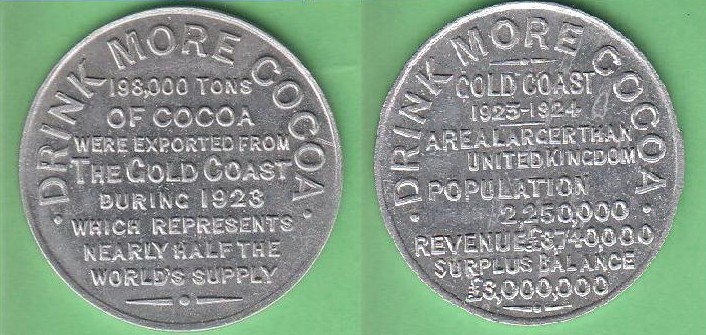 DRINK MORE COCOA
198,000 TONS
OF COCOA
WERE EXPORTED FROM
THE GOLD COAST
DURING 1923
WHICH REPRESENTS
NEARLY HALF THE
WORLD'S SUPPLY
DRINK MORE COCOA
GOLD COAST
1923-1924
AREA LARGER THAN
UNITED KINGDOM
POPULATION
2,250,000
REVENUE £3,740,000
SURPLUS BALANCE
£3,000,000